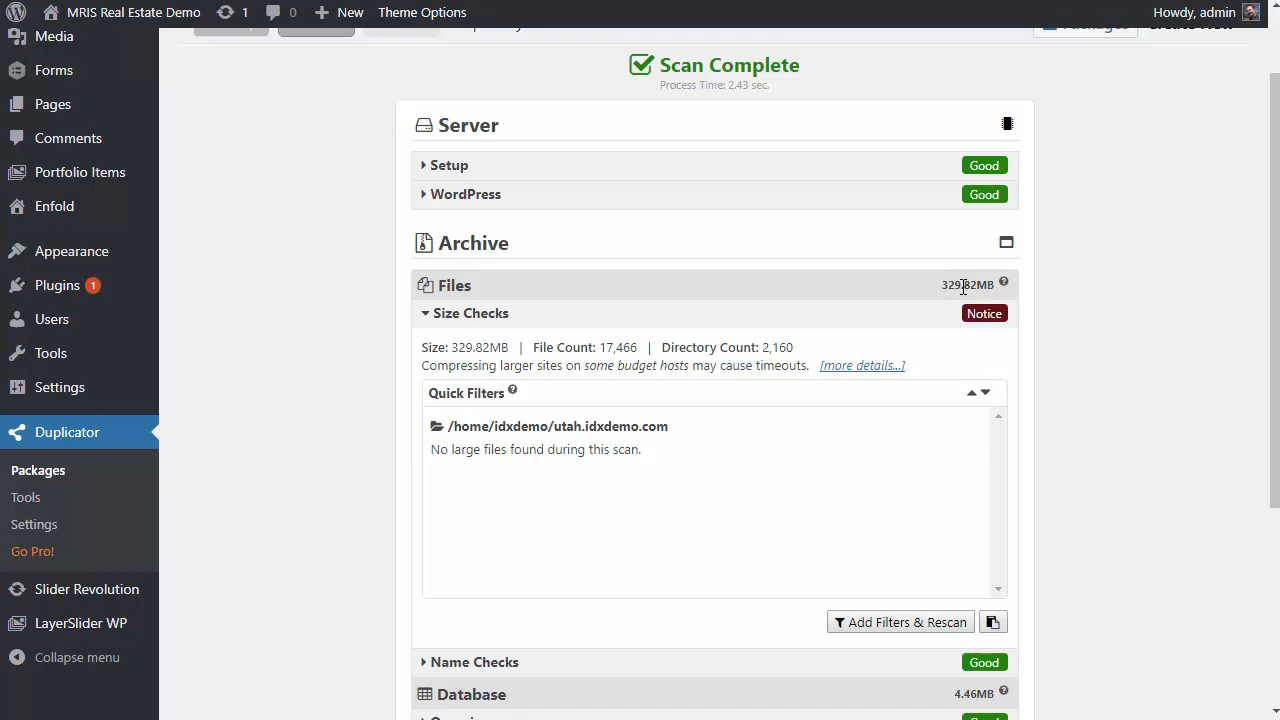 MRIS Real Estate Demo 1 0 New Theme Options Howdy, admin
Media
Forms
Pages
Comments
Portfolio Items
Enfold
Appearance
Plugins 1
Users
Tools
Settings
Duplicator
Packages
Tools
Settings
Go Pro!
Slider Revolution
LayerSlider WP
Collapse menu
Scan Complete
Process Time: 2.43 sec.
Server
Setup Good
WordPress Good
Archive
Files 329.82MB
Size Checks Notice
Size: 329.82MB | File Count: 17,466 | Directory Count: 2,160
Compressing larger sites on some budget hosts may cause timeouts. [more details...]
Quick Filters
/home/idxdemo/utah.idxdemo.com
No large files found during this scan.
Add Filters & Rescan
Name Checks Good
Database 4.46MB